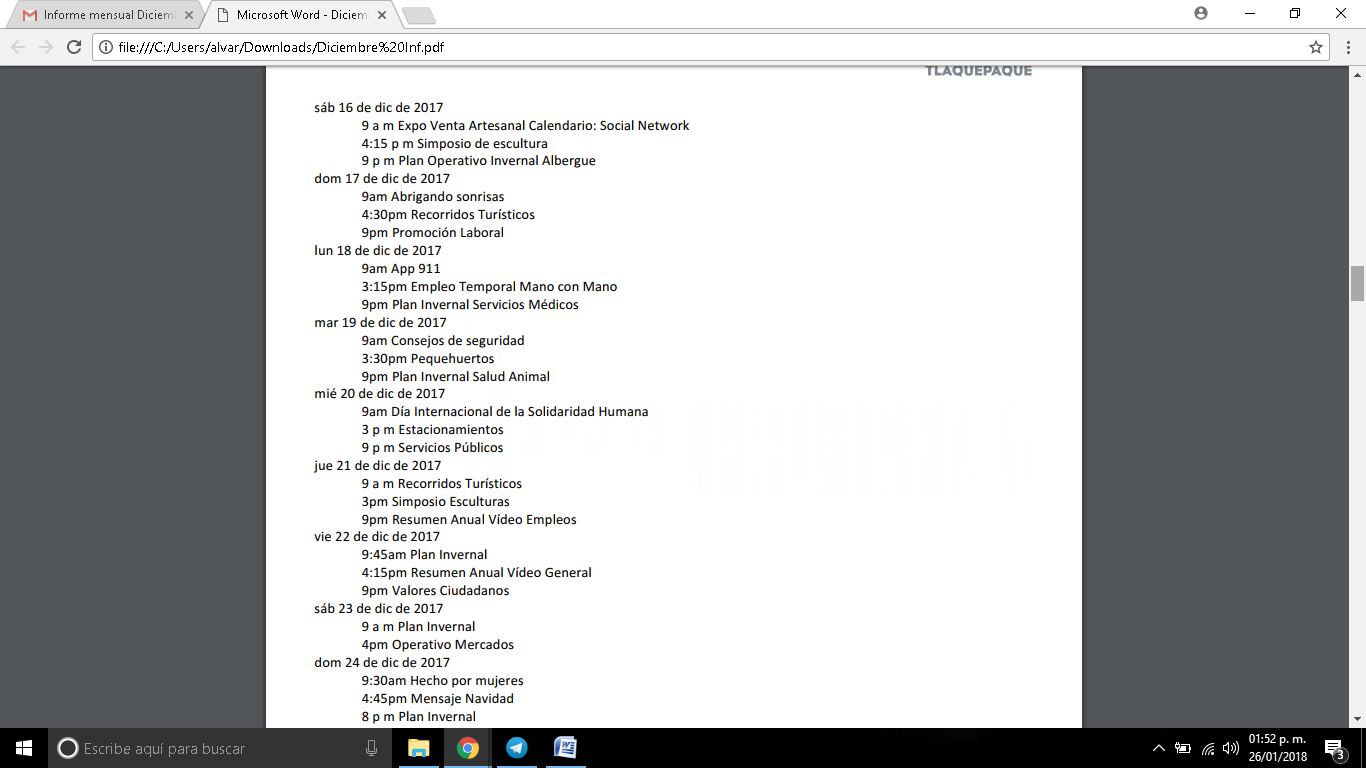 Informe mensual Diciem
Microsoft Word - Diciem
file:///C:/Users/alvar/Downloads/Diciembre%20Inf.pdf
TLAQUEPAQUE
sáb 16 de dic de 2017
9 a m Expo Venta Artesanal Calendario: Social Network
4:15 p m Simposio de escultura
9 p m Plan Operativo Invernal Albergue
dom 17 de dic de 2017
9am Abrigando sonrisas
4:30pm Recorridos Turísticos
9pm Promoción Laboral
lun 18 de dic de 2017
9am App 911
3:15pm Empleo Temporal Mano con Mano
9pm Plan Invernal Servicios Médicos
mar 19 de dic de 2017
9am Consejos de seguridad
3:30pm Pequehuertos
9pm Plan Invernal Salud Animal
mié 20 de dic de 2017
9am Día Internacional de la Solidaridad Humana
3 p m Estacionamientos
9 p m Servicios Públicos
jue 21 de dic de 2017
9 a m Recorridos Turísticos
3pm Simposio Esculturas
9pm Resumen Anual Vídeo Empleos
vie 22 de dic de 2017
9:45am Plan Invernal
4:15pm Resumen Anual Vídeo General
9pm Valores Ciudadanos
sáb 23 de dic de 2017
9 a m Plan Invernal
4pm Operativo Mercados
dom 24 de dic de 2017
9:30am Hecho por mujeres
4:45pm Mensaje Navidad
8 p m Plan Invernal
Escribe aquí para buscar
01:52 p. m.
26/01/2018
3